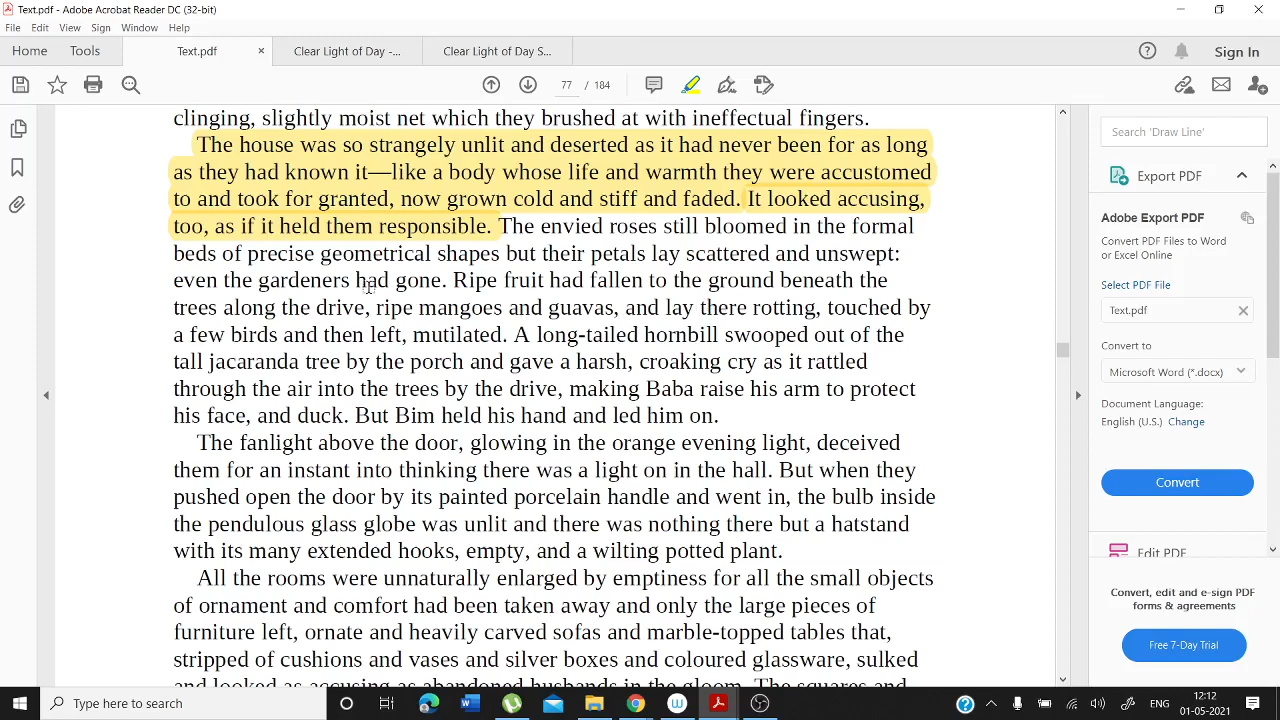 Text.pdf - Adobe Acrobat Reader DC (32-bit)
File Edit View Sign Window Help
Home Tools Text.pdf × Clear Light of Day -... Clear Light of Day S... Sign In
77 / 184
clinging, slightly moist net which they brushed at with ineffectual fingers.
The house was so strangely unlit and deserted as it had never been for as long
as they had known it—like a body whose life and warmth they were accustomed
to and took for granted, now grown cold and stiff and faded. It looked accusing,
too, as if it held them responsible. The envied roses still bloomed in the formal
beds of precise geometrical shapes but their petals lay scattered and unswept:
even the gardeners had gone. Ripe fruit had fallen to the ground beneath the
trees along the drive, ripe mangoes and guavas, and lay there rotting, touched by
a few birds and then left, mutilated. A long-tailed hornbill swooped out of the
tall jacaranda tree by the porch and gave a harsh, croaking cry as it rattled
through the air into the trees by the drive, making Baba raise his arm to protect
his face, and duck. But Bim held his hand and led him on.
The fanlight above the door, glowing in the orange evening light, deceived
them for an instant into thinking there was a light on in the hall. But when they
pushed open the door by its painted porcelain handle and went in, the bulb inside
the pendulous glass globe was unlit and there was nothing there but a hatstand
with its many extended hooks, empty, and a wilting potted plant.
All the rooms were unnaturally enlarged by emptiness for all the small objects
of ornament and comfort had been taken away and only the large pieces of
furniture left, ornate and heavily carved sofas and marble-topped tables that,
stripped of cushions and vases and silver boxes and coloured glassware, sulked
and looked as accusing as abandoned husbands in the gloom. The squares and
Search 'Draw Line'
Export PDF
Adobe Export PDF
Convert PDF Files to Word
or Excel Online
Select PDF File
Text.pdf
Convert to
Microsoft Word (*.docx)
Document Language:
English (U.S.) Change
Convert
Edit PDF
Convert, edit and e-sign PDF
forms & agreements
Free 7-Day Trial
Type here to search
ENG
12:12
01-05-2021